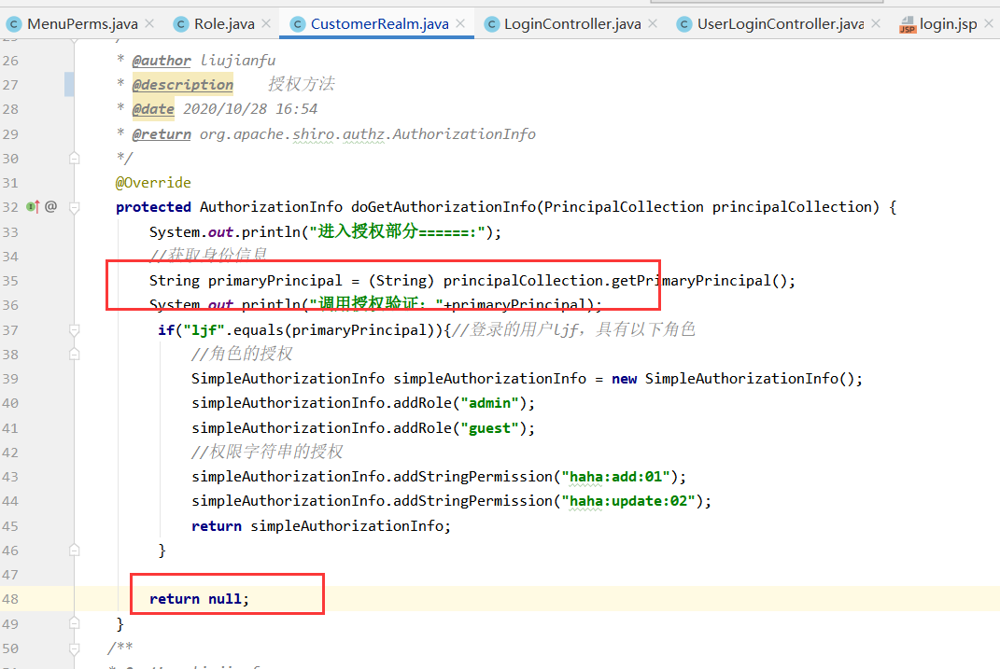 MenuPerms.java Role.java CustomerRealm.java LoginController.java UserLoginController.java JSP login.jsp
26 * @author liujianfu
27 * @description 授权方法
28 * @date 2020/10/28 16:54
29 * @return org.apache.shiro.authz.AuthorizationInfo
30 */
31 @Override
32 protected AuthorizationInfo doGetAuthorizationInfo(PrincipalCollection principalCollection) {
33 System.out.println("进入授权部分======:");
34 //获取身份信息
35 String primaryPrincipal = (String) principalCollection.getPrimaryPrincipal();
36 System.out.println("调用授权验证: "+primaryPrincipal);
37 if("ljf".equals(primaryPrincipal)){//登录的用户ljf，具有以下角色
38 //角色的授权
39 SimpleAuthorizationInfo simpleAuthorizationInfo = new SimpleAuthorizationInfo();
40 simpleAuthorizationInfo.addRole("admin");
41 simpleAuthorizationInfo.addRole("guest");
42 //权限字符串的授权
43 simpleAuthorizationInfo.addStringPermission("haha:add:01");
44 simpleAuthorizationInfo.addStringPermission("haha:update:02");
45 return simpleAuthorizationInfo;
46 }
47
48 return null;
49 }
50 /**